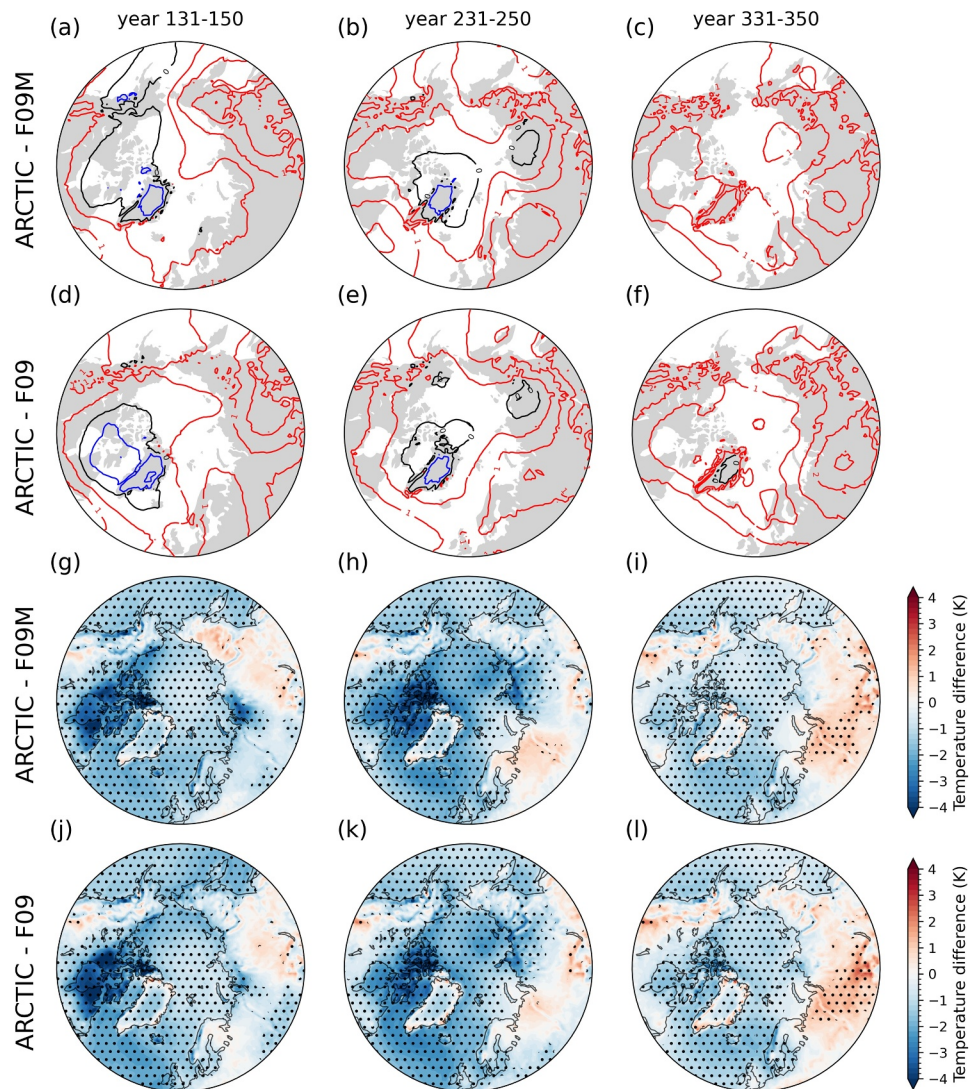 year 131-150 year 231-250 year 331-350
(a) (b) (c)
ARCTIC - F09M
(d) (e) (f)
ARCTIC - F09
(g) (h) (i)
ARCTIC - F09M
4
3
2
1
0
−1
−2
−3
−4
Temperature difference (K)
(j) (k) (l)
ARCTIC - F09
4
3
2
1
0
−1
−2
−3
−4
Temperature difference (K)